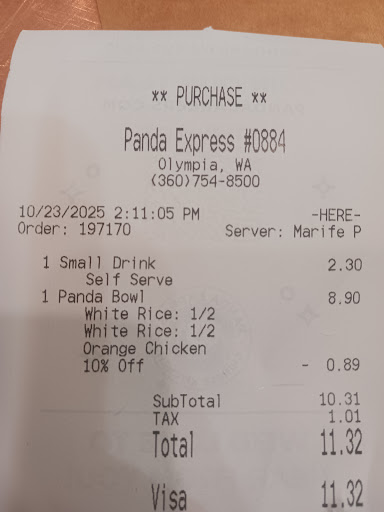 ** PURCHASE **
Panda Express #0884
Olympia, WA
(360)754-8500
10/23/2025 2:11:05 PM -HERE-
Order: 197170 Server: Marife P
1 Small Drink 2.30
Self Serve
1 Panda Bowl 8.90
White Rice: 1/2
White Rice: 1/2
Orange Chicken
10% Off - 0.89
SubTotal 10.31
TAX 1.01
Total 11.32
Visa 11.32